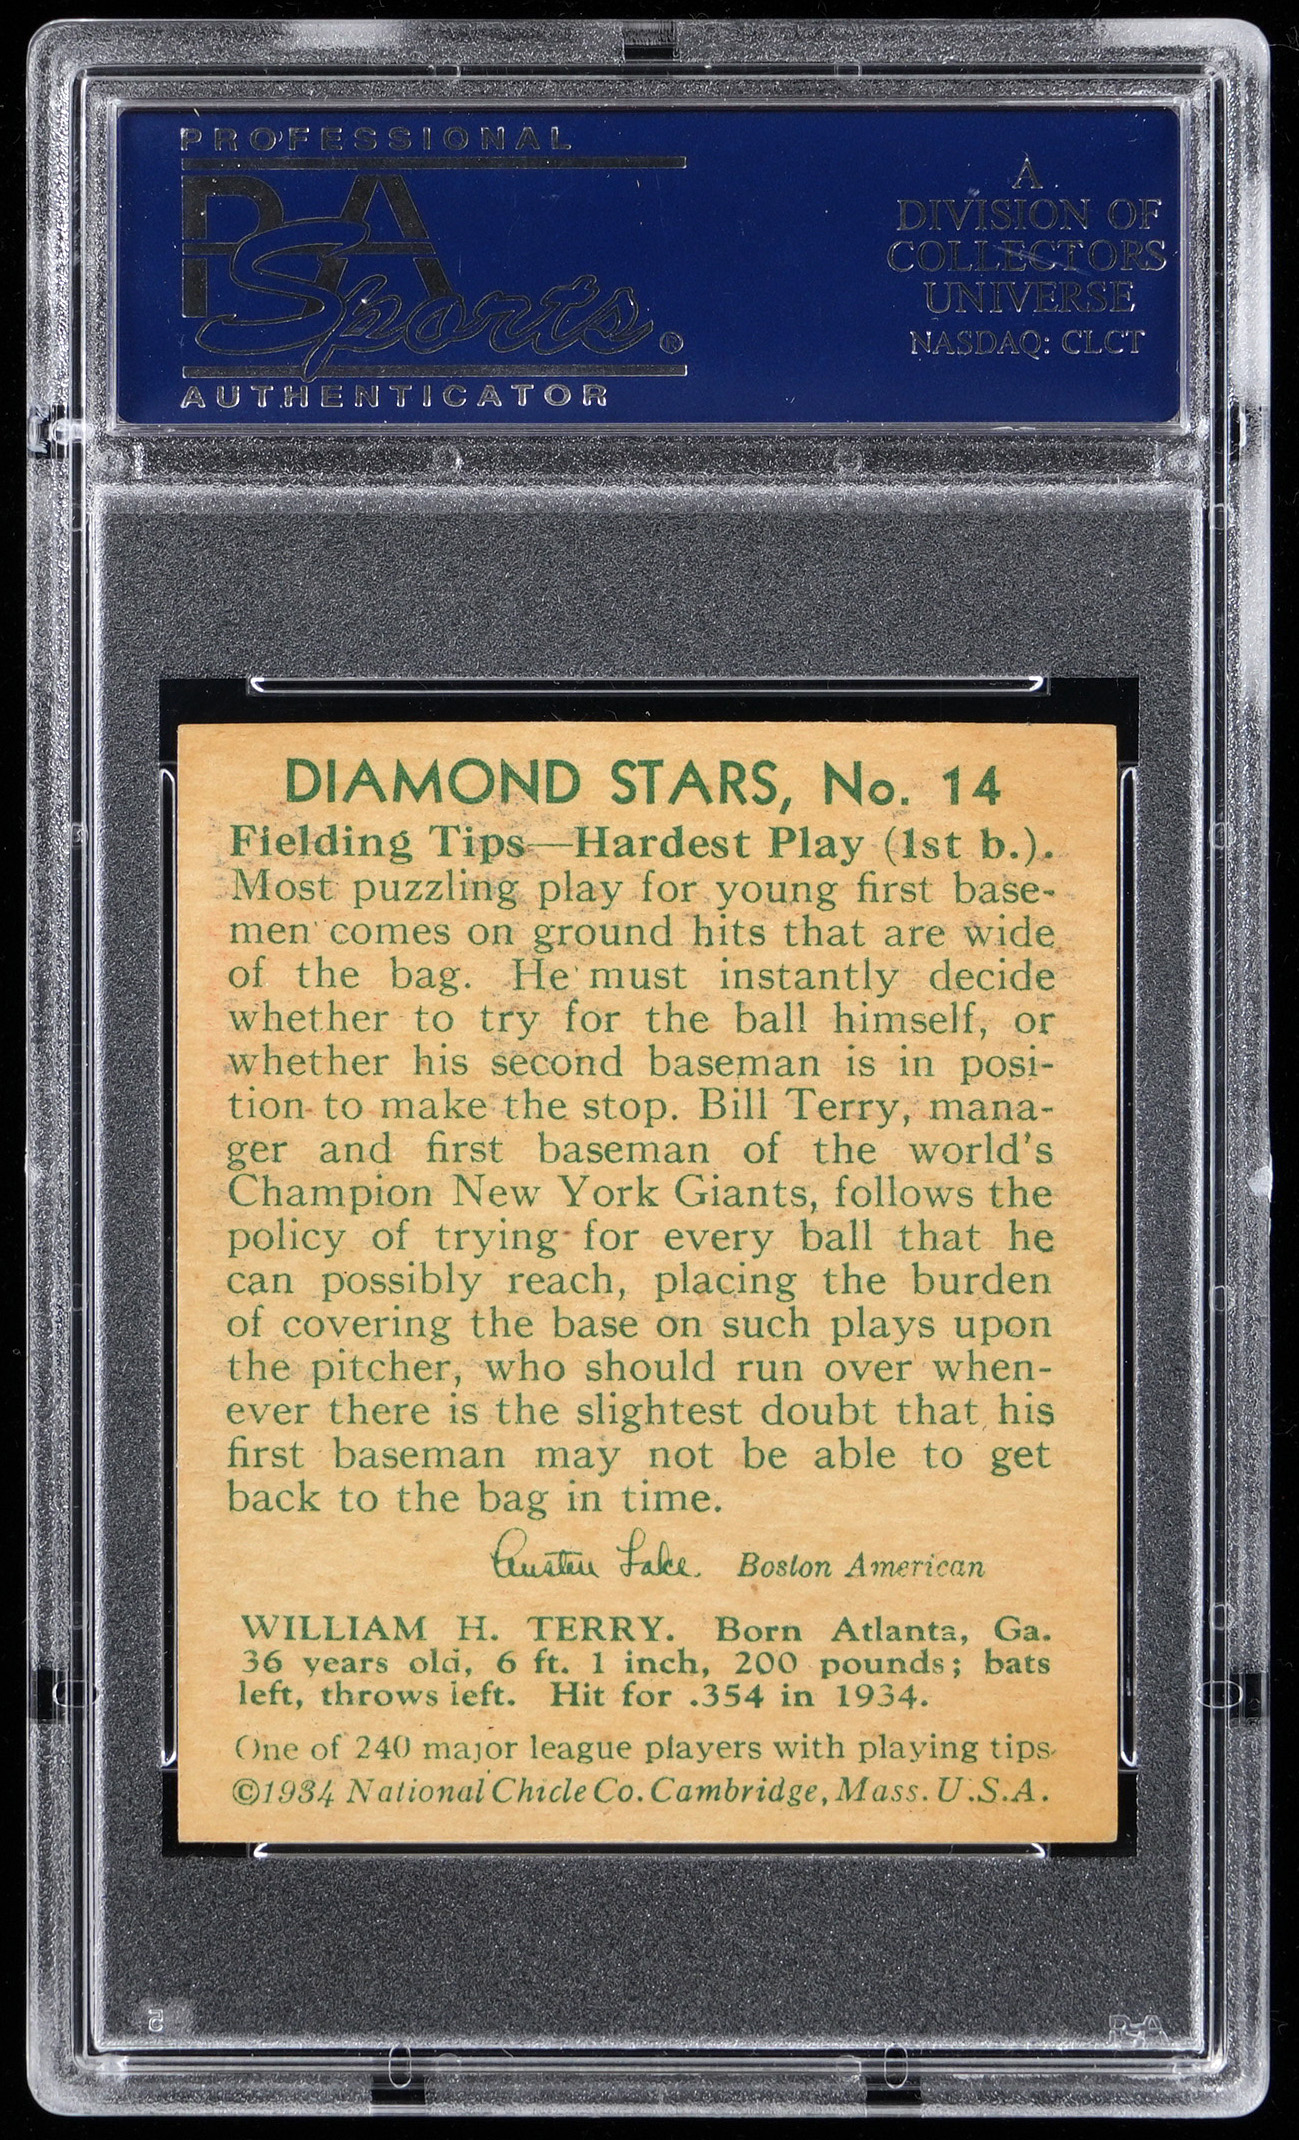 PROFESSIONAL
PSA
Sports®
AUTHENTICATOR
A
DIVISION OF
COLLECTORS
UNIVERSE
NASDAQ: CLCT
DIAMOND STARS, No. 14
Fielding Tips—Hardest Play (1st b.).
Most puzzling play for young first base-
men comes on ground hits that are wide
of the bag. He must instantly decide
whether to try for the ball himself, or
whether his second baseman is in posi-
tion to make the stop. Bill Terry, mana-
ger and first baseman of the world's
Champion New York Giants, follows the
policy of trying for every ball that he
can possibly reach, placing the burden
of covering the base on such plays upon
the pitcher, who should run over when-
ever there is the slightest doubt that his
first baseman may not be able to get
back to the bag in time.
Austen Lake. Boston American
WILLIAM H. TERRY. Born Atlanta, Ga.
36 years old, 6 ft. 1 inch, 200 pounds; bats
left, throws left. Hit for .354 in 1934.
One of 240 major league players with playing tips
©1934 National Chicle Co. Cambridge, Mass. U.S.A.
PSA